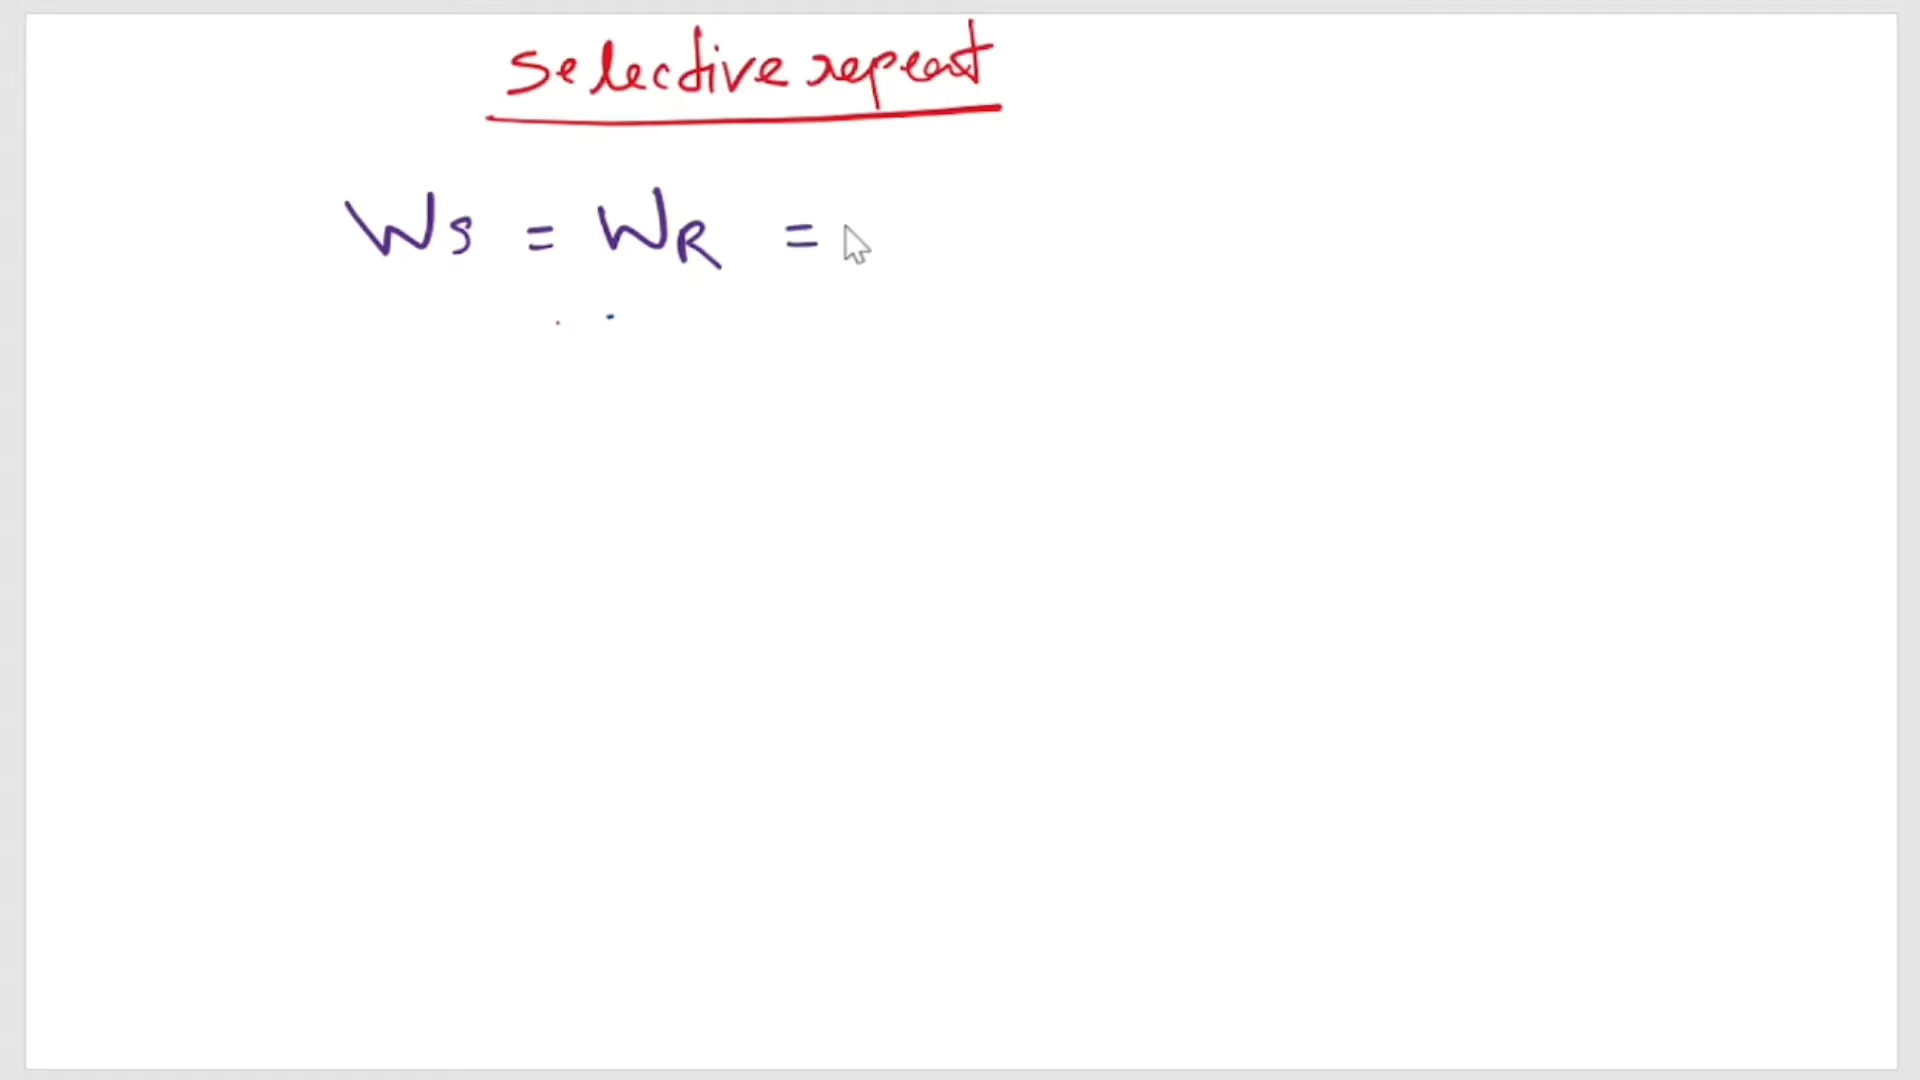 Selective repeat
WS = WR =